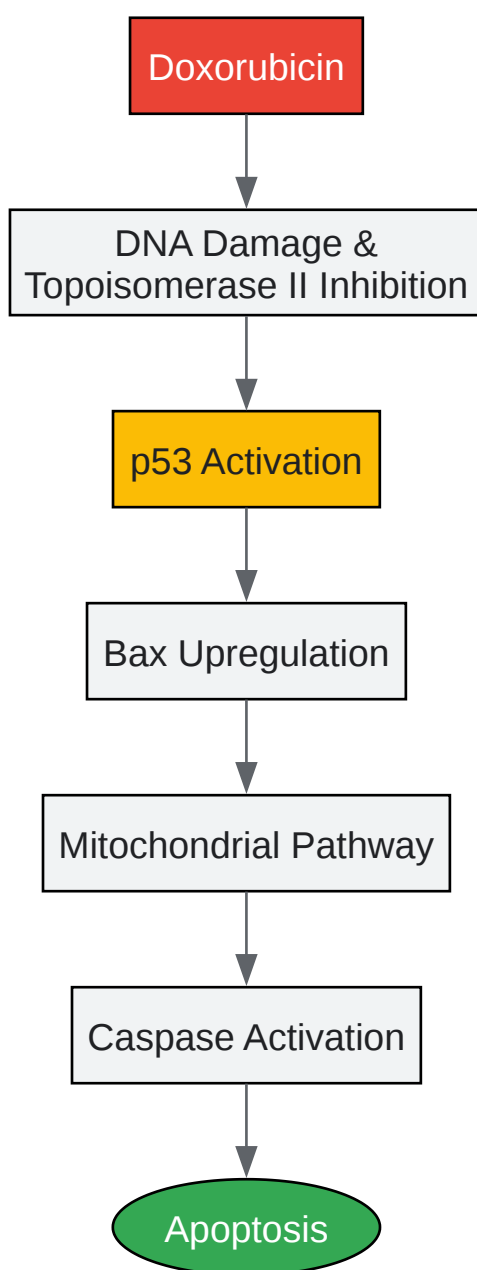 Doxorubicin
DNA Damage &
Topoisomerase II Inhibition
p53 Activation
Bax Upregulation
Mitochondrial Pathway
Caspase Activation
Apoptosis